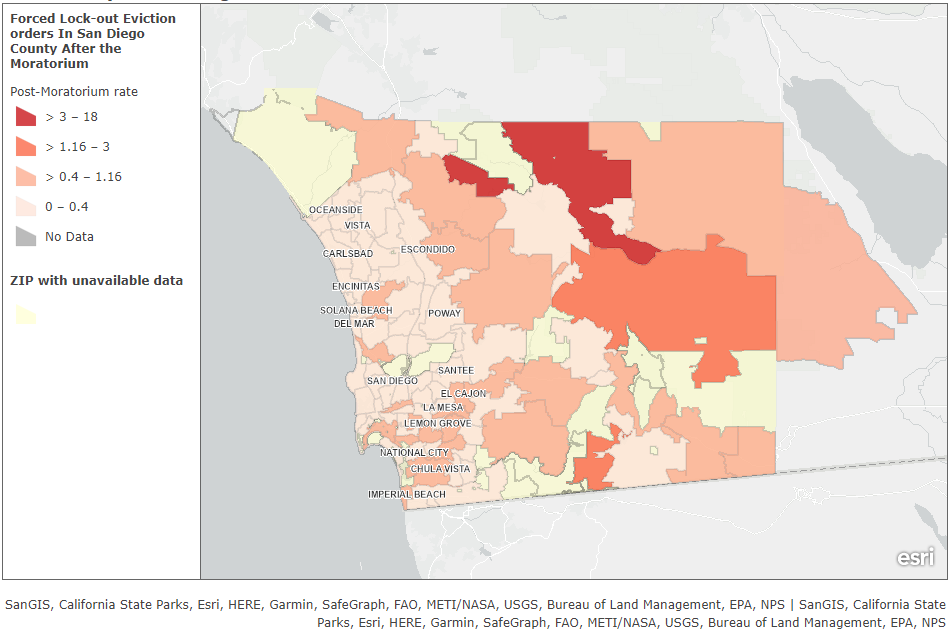 Forced Lock-out Eviction
orders In San Diego
County After the
Moratorium
Post-Moratorium rate
> 3 – 18
> 1.16 – 3
> 0.4 – 1.16
0 – 0.4
No Data
ZIP with unavailable data
OCEANSIDE
VISTA
CARLSBAD
ESCONDIDO
ENCINITAS
SOLANA BEACH
POWAY
DEL MAR
SANTEE
SAN DIEGO
EL CAJON
LA MESA
LEMON GROVE
NATIONAL CITY
CHULA VISTA
IMPERIAL BEACH
esri
SanGIS, California State Parks, Esri, HERE, Garmin, SafeGraph, FAO, METI/NASA, USGS, Bureau of Land Management, EPA, NPS | SanGIS, California State
Parks, Esri, HERE, Garmin, SafeGraph, FAO, METI/NASA, USGS, Bureau of Land Management, EPA, NPS